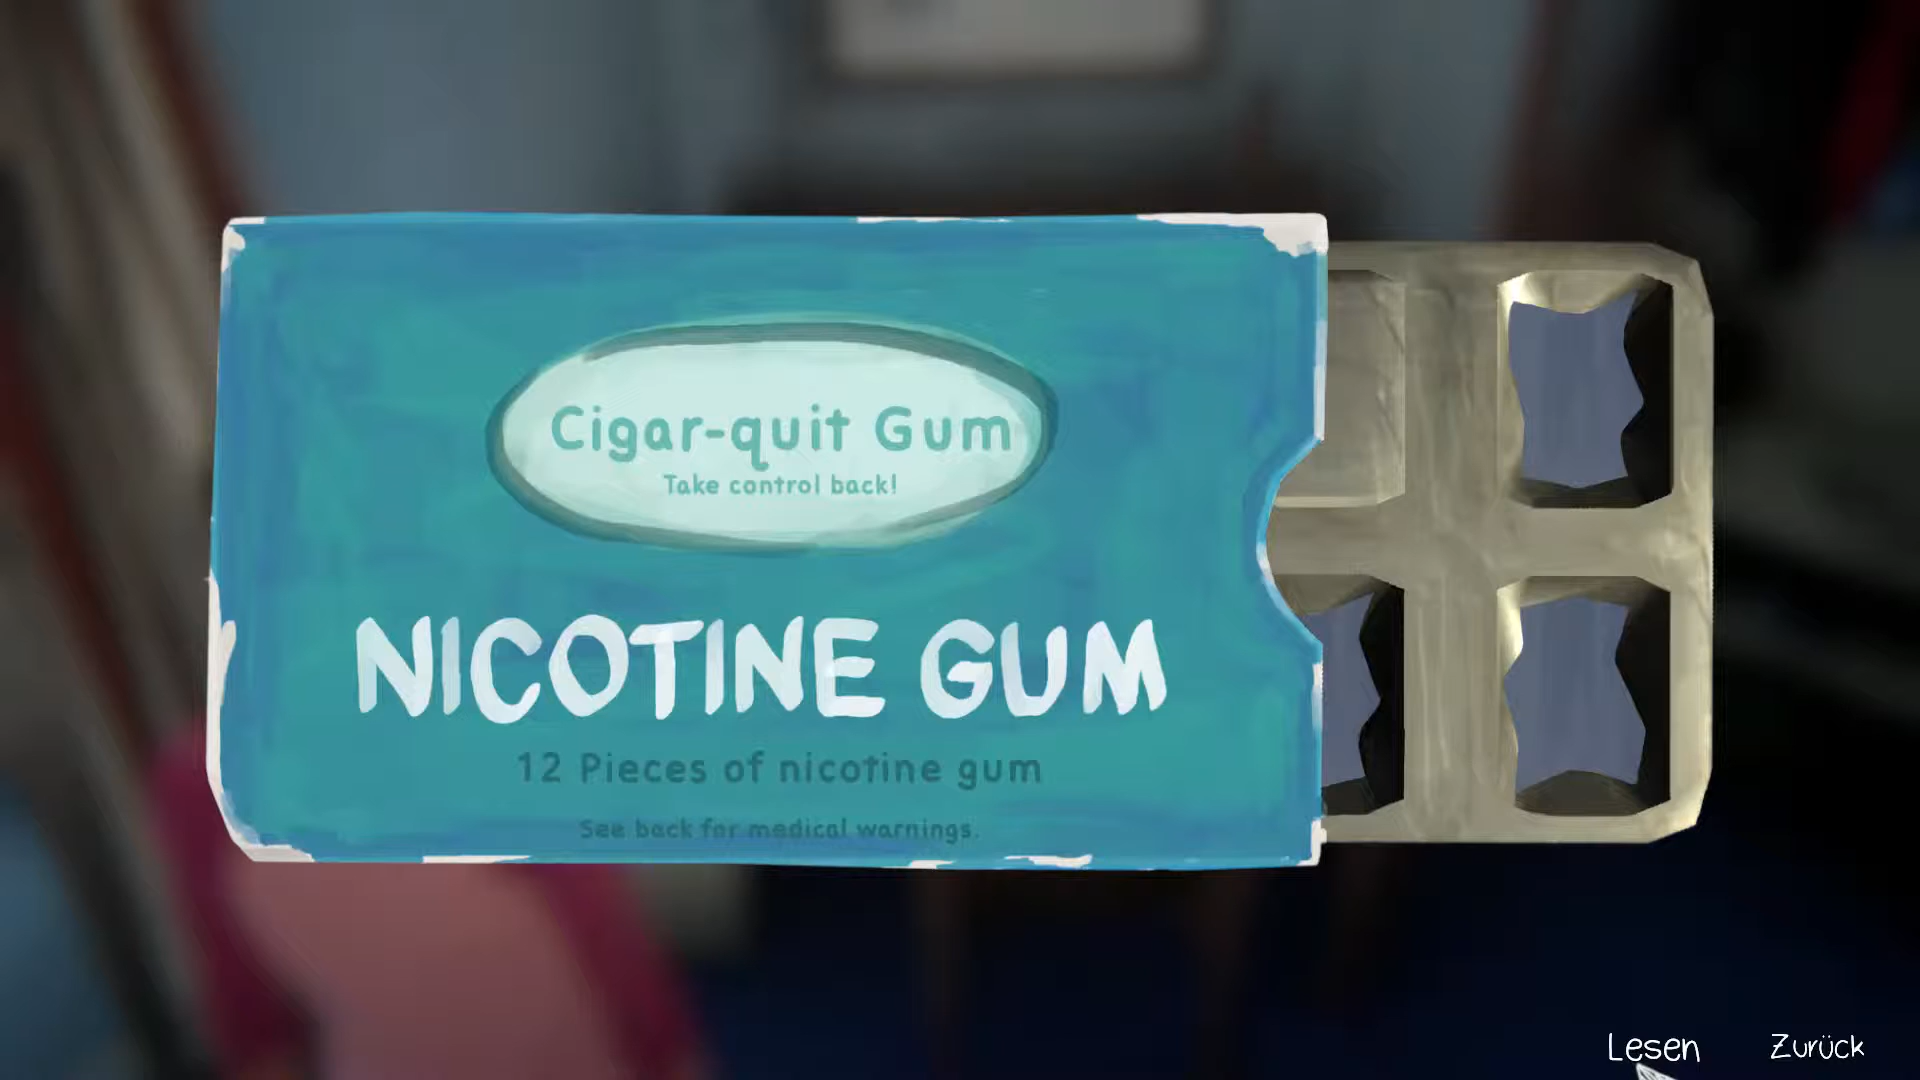 Cigar-quit Gum
Take control back!
NICOTINE GUM
12 Pieces of nicotine gum
See back for medical warnings.
Lesen
Zurück